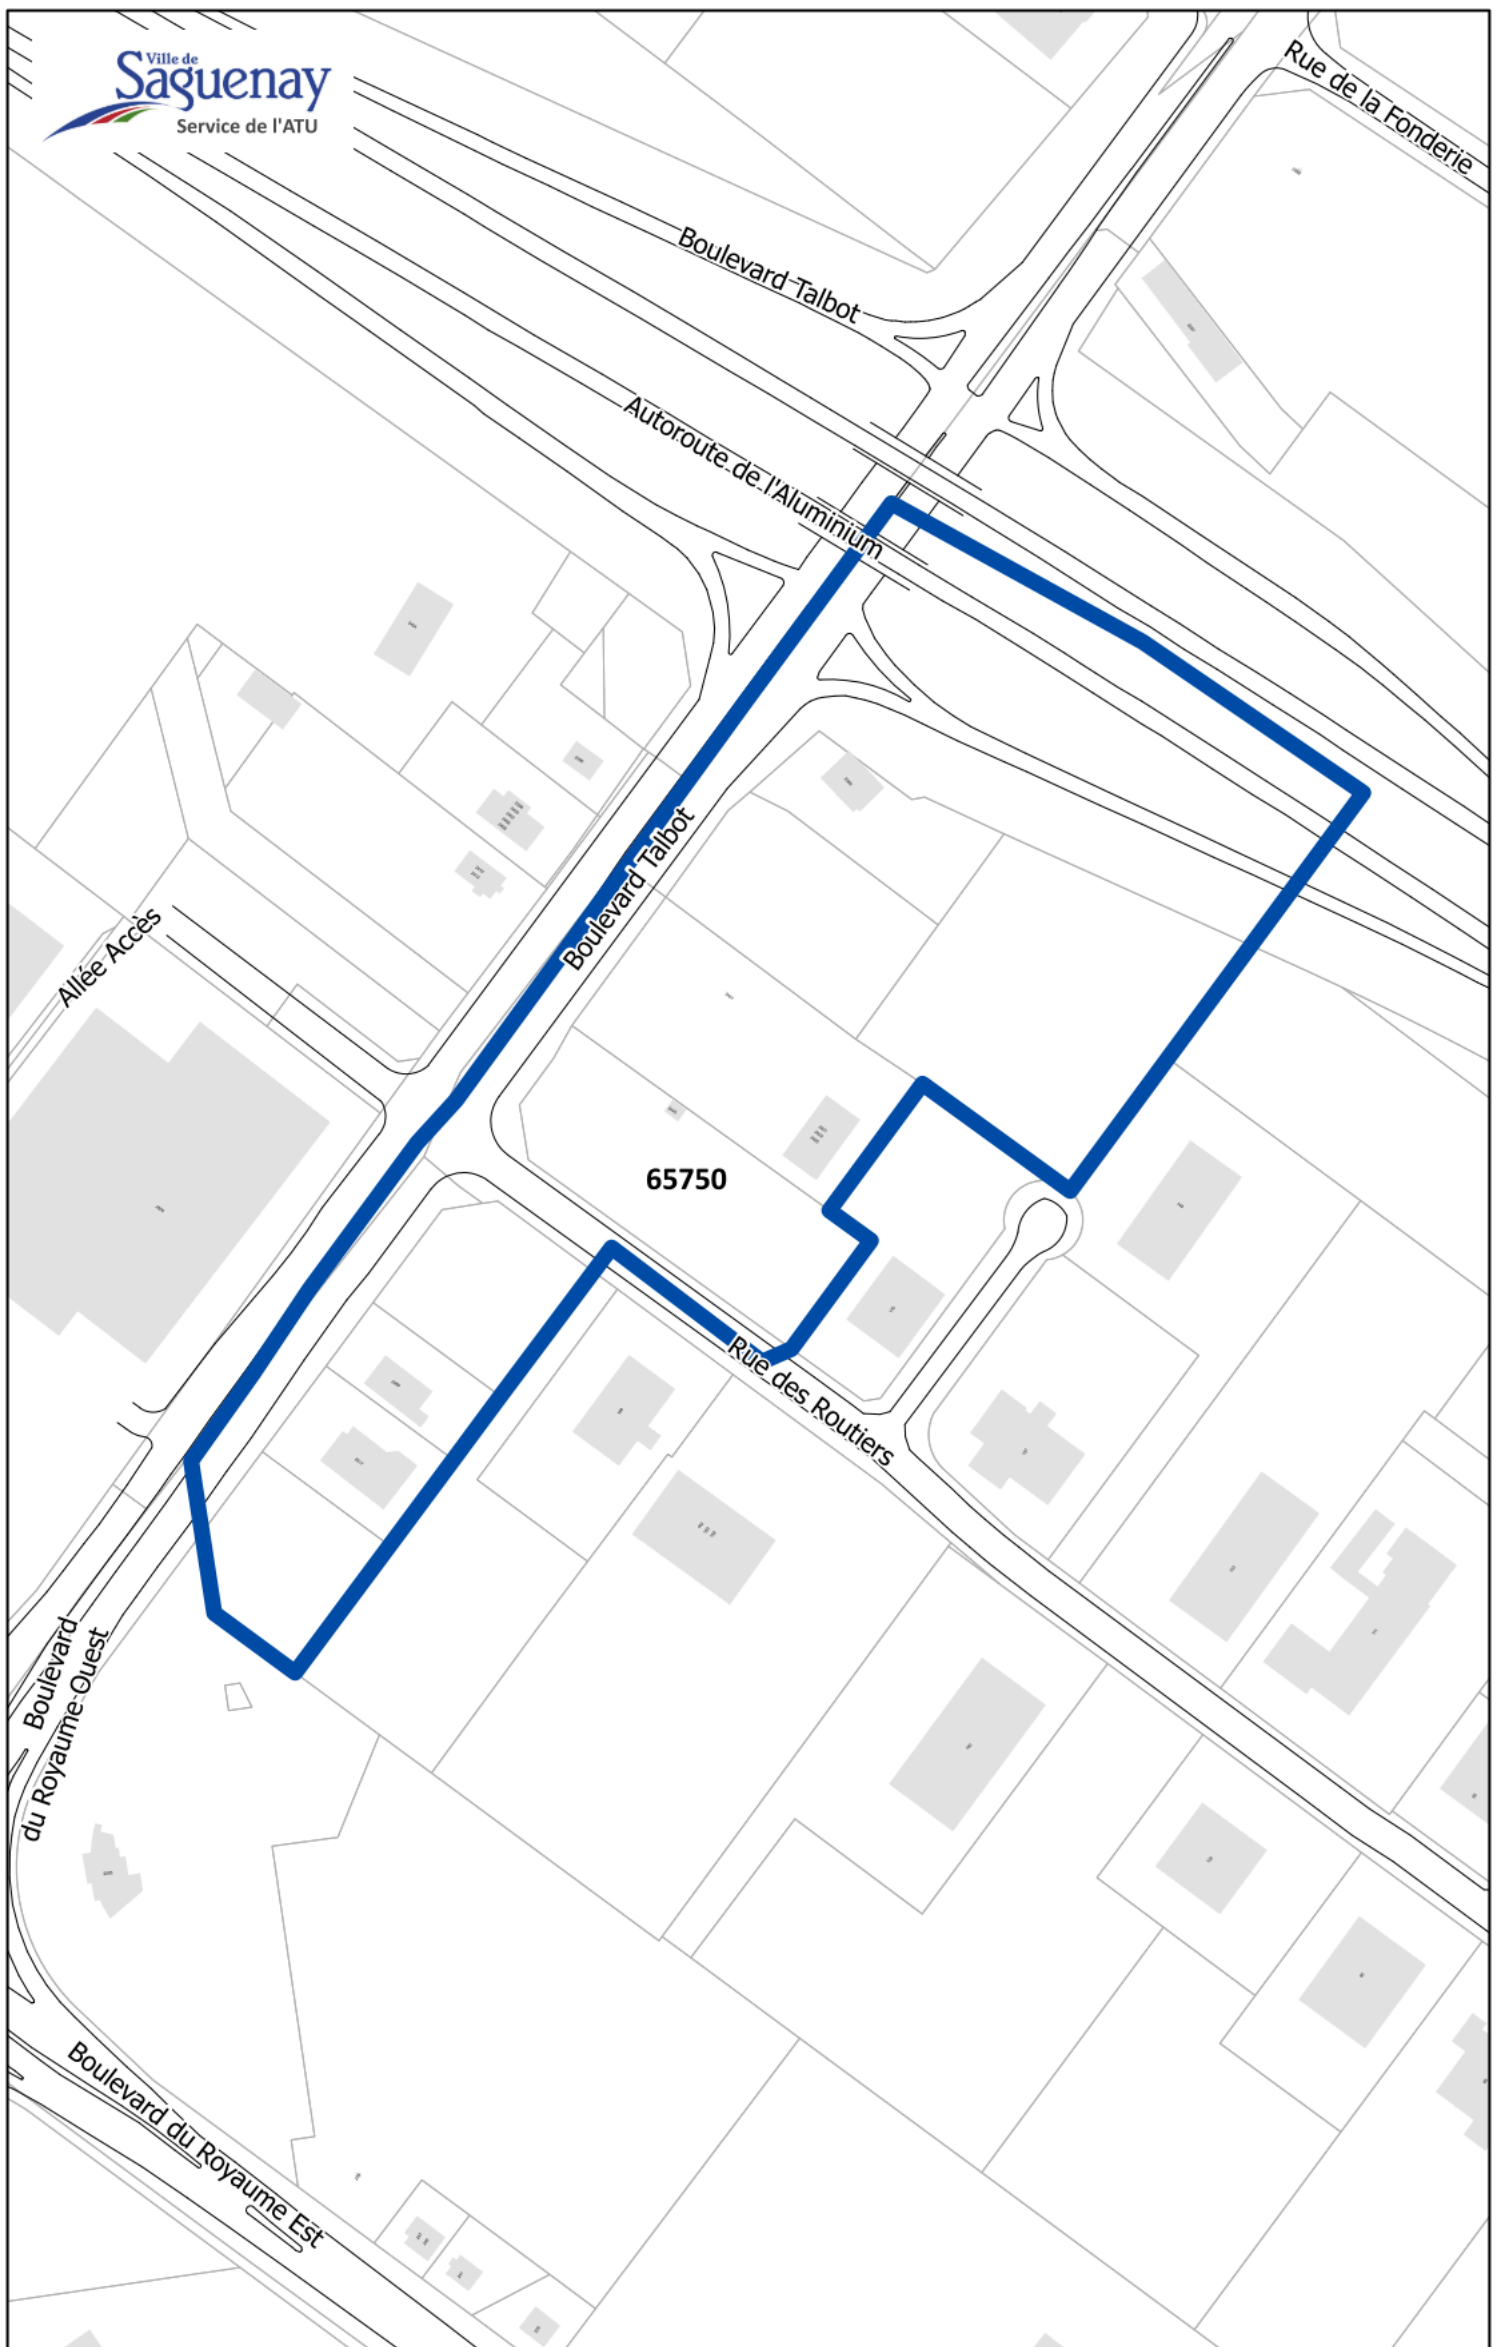 Ville de
Saguenay
Service de l'ATU
Rue de la Fonderie
Boulevard Talbot
Autoroute de l'Aluminium
Boulevard Talbot
Allée Accès
65750
Rue des Routiers
Boulevard
du Royaume Ouest
Boulevard du Royaume Est